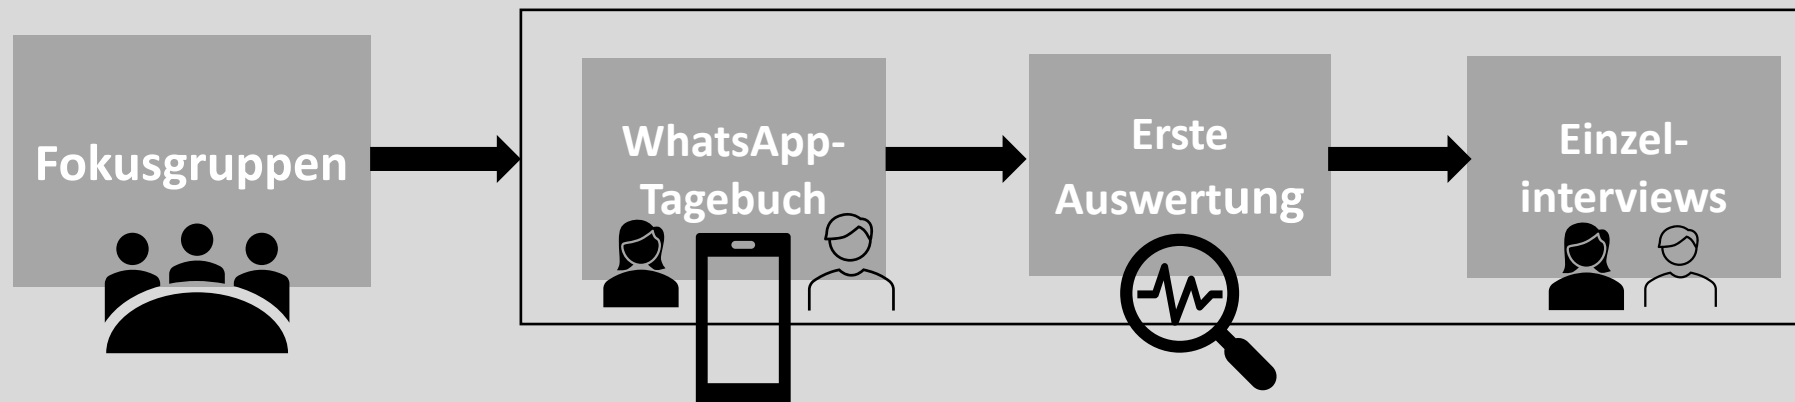 Fokusgruppen
WhatsApp-
Tagebuch
Erste
Auswertung
Einzel-
interviews